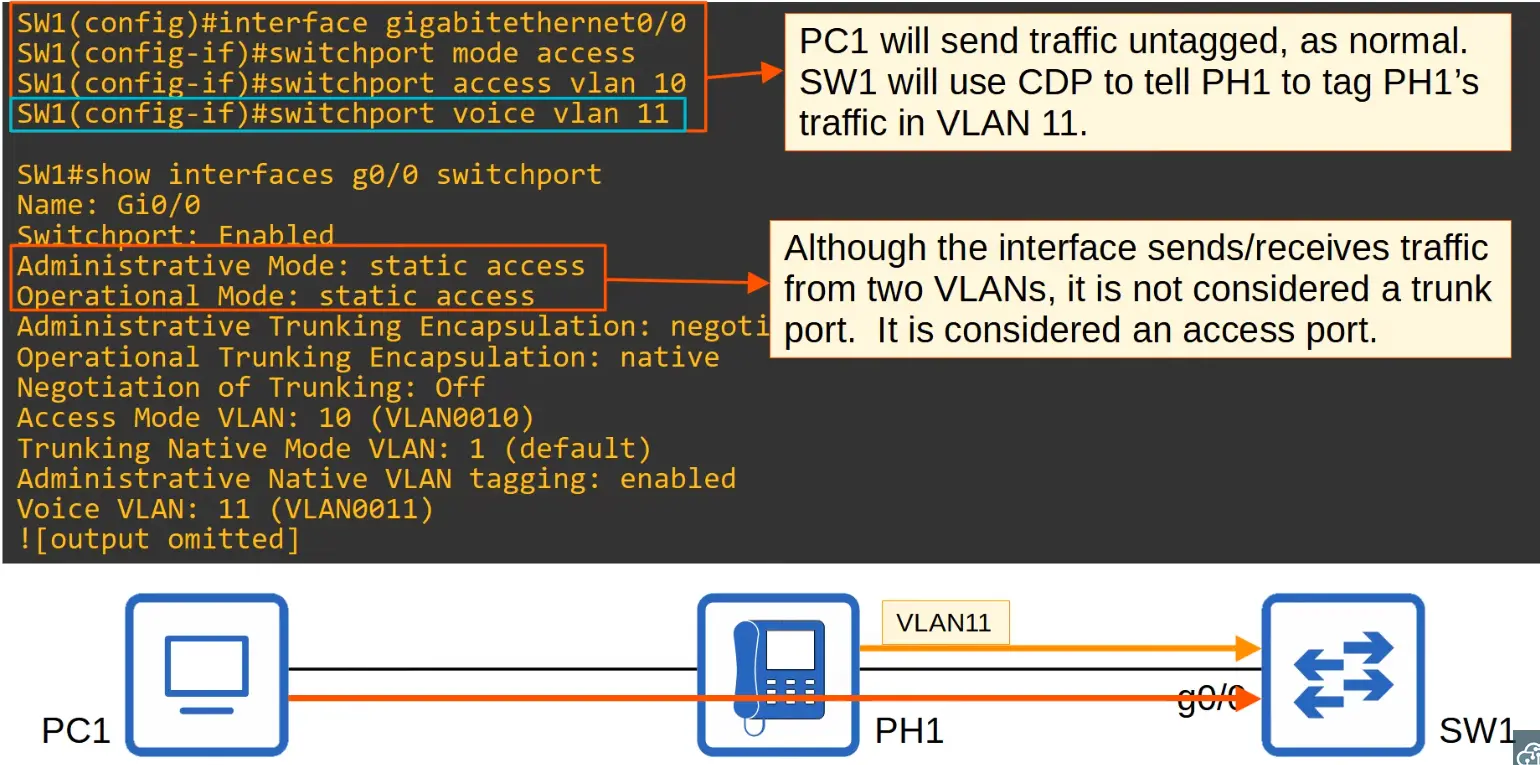 SW1(config)#interface gigabitethernet0/0
SW1(config-if)#switchport mode access
SW1(config-if)#switchport access vlan 10
SW1(config-if)#switchport voice vlan 11
PC1 will send traffic untagged, as normal.
SW1 will use CDP to tell PH1 to tag PH1’s
traffic in VLAN 11.
SW1#show interfaces g0/0 switchport
Name: Gi0/0
Switchport: Enabled
Administrative Mode: static access
Operational Mode: static access
Administrative Trunking Encapsulation: negoti
Operational Trunking Encapsulation: native
Negotiation of Trunking: Off
Access Mode VLAN: 10 (VLAN0010)
Trunking Native Mode VLAN: 1 (default)
Administrative Native VLAN tagging: enabled
Voice VLAN: 11 (VLAN0011)
![output omitted]
Although the interface sends/receives traffic
from two VLANs, it is not considered a trunk
port.  It is considered an access port.
VLAN11
g0/0
PC1
PH1
SW1